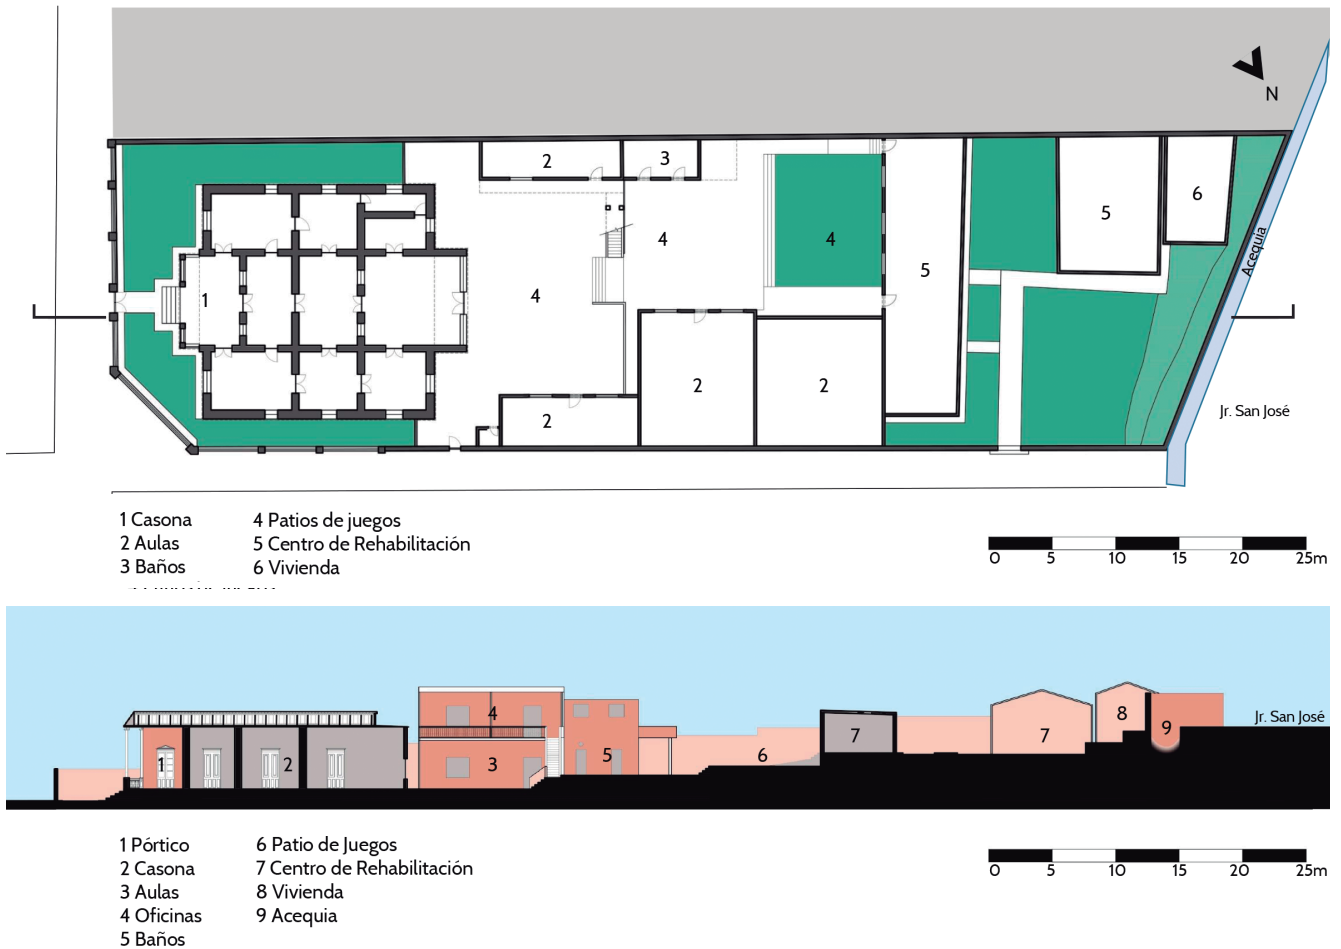 N
2
3
6
5
4
4
5
Acequia
1
4
2
2
2
Jr. San José
1 Casona
2 Aulas
3 Baños
4 Patios de juegos
5 Centro de Rehabilitación
6 Vivienda
0 5 10 15 20 25m
4
8
Jr. San José
9
7
7
6
5
3
2
1
1 Pórtico
2 Casona
3 Aulas
4 Oficinas
5 Baños
6 Patio de Juegos
7 Centro de Rehabilitación
8 Vivienda
9 Acequia
0 5 10 15 20 25m